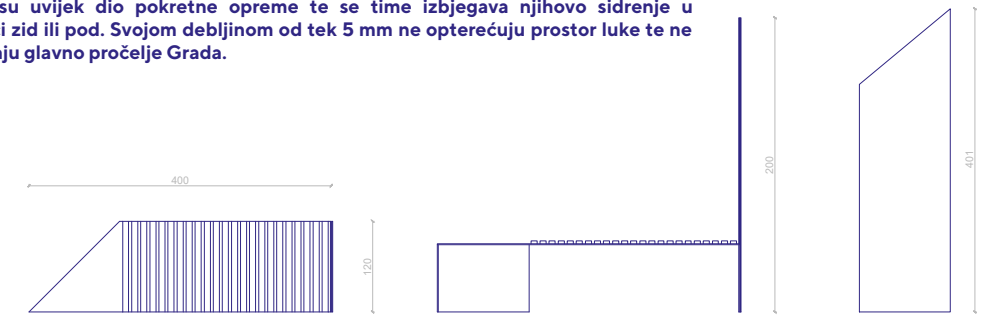 su uvijek dio pokretne opreme te se time izbjegava njihovo sidrenje u
zid ili pod. Svojom debljinom od tek 5 mm ne opterećuju prostor luke te ne
glavno pročelje Grada.
400
120
200
401